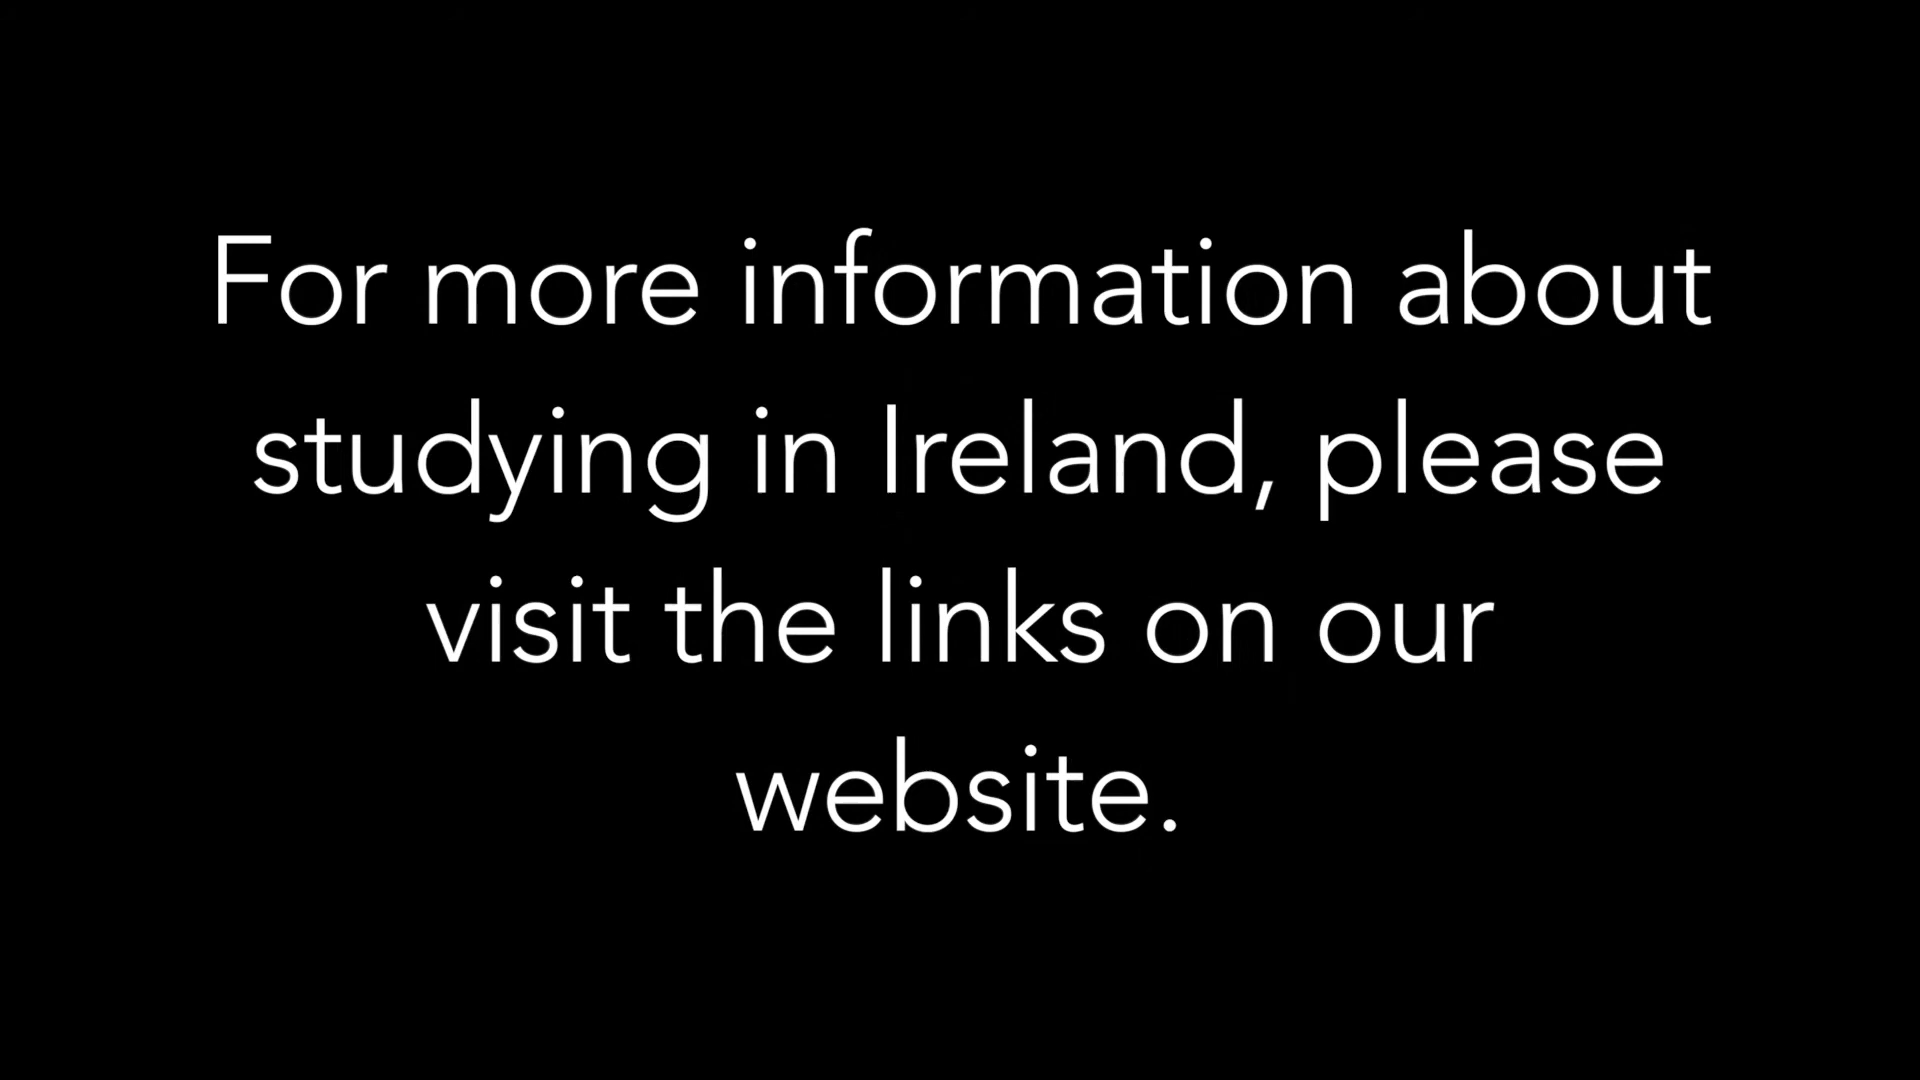 For more information about
studying in Ireland, please
visit the links on our
website.